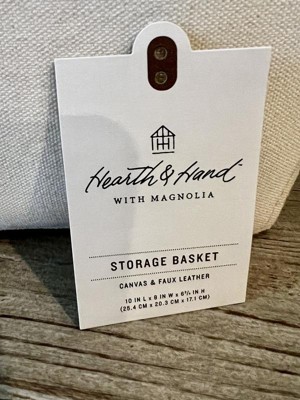 Hearth & Hand™
WITH MAGNOLIA
STORAGE BASKET
CANVAS & FAUX LEATHER
10 IN L x 8 IN W x 6¾ IN H
(25.4 CM x 20.3 CM x 17.1 CM)